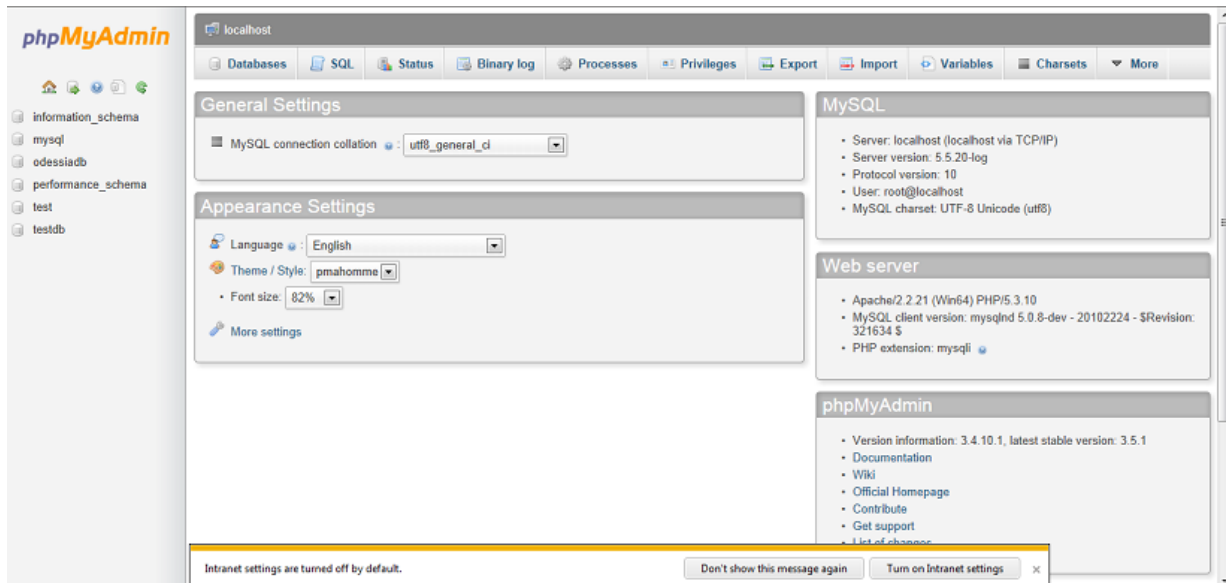 phpMyAdmin
information_schema
mysql
odessiadb
performance_schema
test
testdb
localhost
Databases SQL Status Binary log Processes Privileges Export Import Variables Charsets More
General Settings
MySQL connection collation : utf8_general_ci
Appearance Settings
Language : English
Theme / Style: pmahomme
• Font size: 82%
More settings
MySQL
• Server: localhost (localhost via TCP/IP)
• Server version: 5.5.20-log
• Protocol version: 10
• User: root@localhost
• MySQL charset: UTF-8 Unicode (utf8)
Web server
• Apache/2.2.21 (Win64) PHP/5.3.10
• MySQL client version: mysqlnd 5.0.8-dev - 20102224 - $Revision:
321634 $
• PHP extension: mysqli
phpMyAdmin
• Version information: 3.4.10.1, latest stable version: 3.5.1
• Documentation
• Wiki
• Official Homepage
• Contribute
• Get support
• List of changes
Intranet settings are turned off by default. Don't show this message again Turn on Intranet settings ×